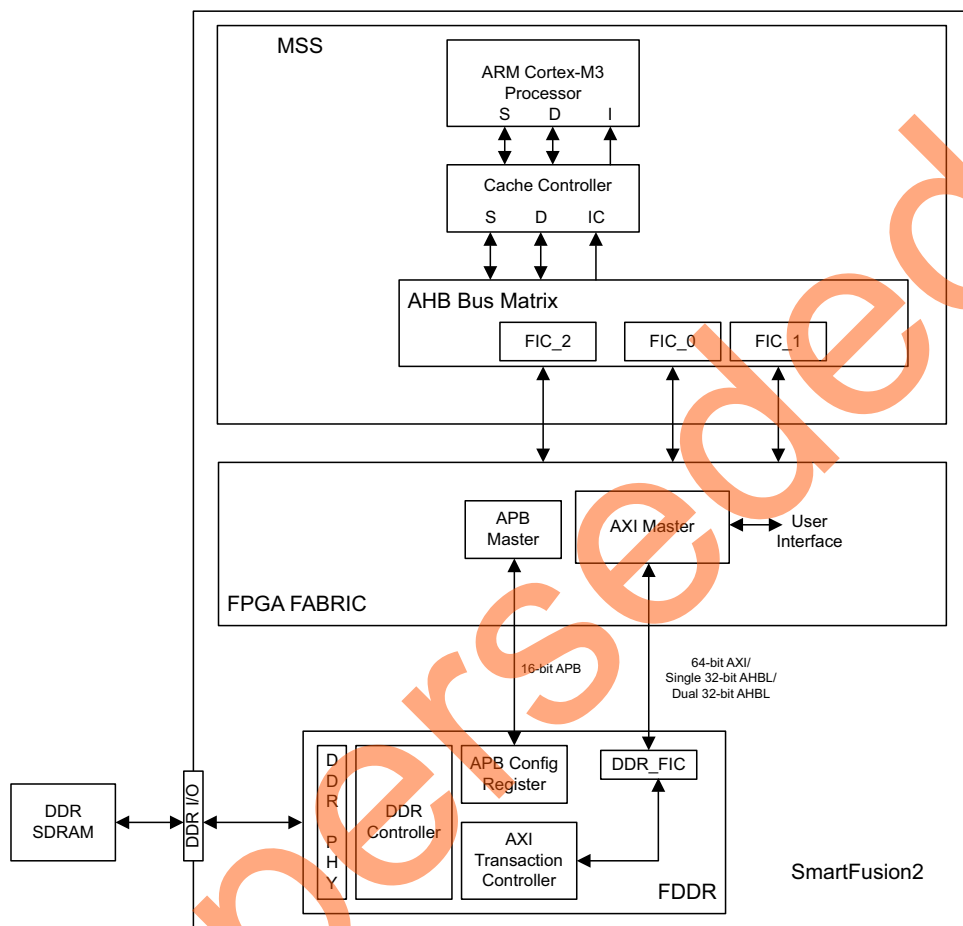 MSS
ARM Cortex-M3
Processor
S D I
Cache Controller
S D IC
AHB Bus Matrix
FIC_2 FIC_0 FIC_1
APB
Master
AXI Master
User
Interface
FPGA FABRIC
16-bit APB
64-bit AXI/
Single 32-bit AHBL/
Dual 32-bit AHBL
DDR
SDRAM
DDR I/O
D
D
R
P
H
Y
DDR
Controller
APB Config
Register
DDR_FIC
AXI
Transaction
Controller
FDDR
SmartFusion2
perseded